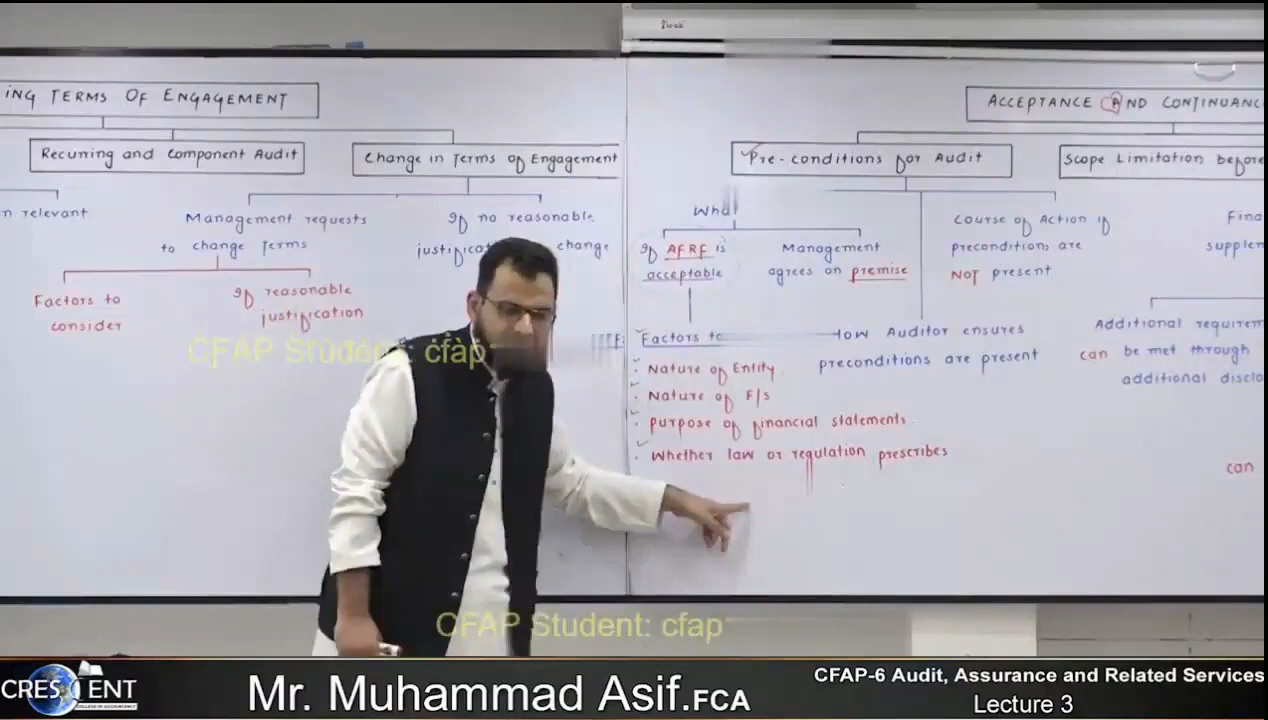 ING TERMS OF ENGAGEMENT
Recurring and Component Audit
Change in Terms of Engagement
n relevant
Management requests
to change terms
If no reasonable
change
Factors to
consider
If reasonable
justification
ACCEPTANCE AND CONTINUANC
Pre-conditions for Audit
Scope Limitation before
What
If AFRF is
acceptable
Management
agrees on premise
Course of Action if
preconditions are
NOT present
Fina
supplem
Factors to
Nature of Entity
Nature of F/s
purpose of financial statements
Whether law or regulation prescribes
How Auditor ensures
preconditions are present
Additional requirem
can be met through
additional disclo
can
CFAP Student: cfap
CFAP Student: cfap
CRESCENT
COLLEGE OF ACCOUNTANCY
Mr. Muhammad Asif.FCA
CFAP-6 Audit, Assurance and Related Services
Lecture 3